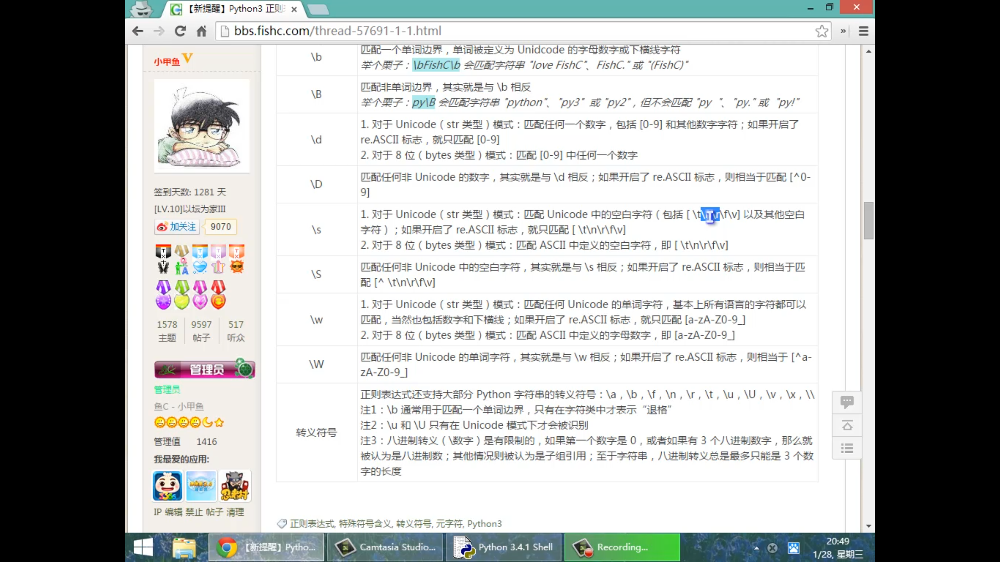 【新提醒】Python3 正则
bbs.fishc.com/thread-57691-1-1.html
小甲鱼
签到天数: 1281 天
[LV.10]以坛为家III
加关注 9070
1578 9597 517
主题 帖子 听众
管理员
管理员
鱼C - 小甲鱼
管理值 1416
我最爱的应用:
3366
忍者村
IP 编辑 禁止 帖子 清理
\b
匹配一个单词边界，单词被定义为 Unidcode 的字母数字或下横线字符
举个栗子：\bFishC\b 会匹配字符串 "love FishC"、FishC." 或 "(FishC)"
\B
匹配非单词边界，其实就是与 \b 相反
举个栗子：py\B 会匹配字符串 "python"、"py3" 或 "py2"，但不会匹配 "py "、"py." 或 "py!"
\d
1. 对于 Unicode（str 类型）模式：匹配任何一个数字，包括 [0-9] 和其他数字字符；如果开启了
re.ASCII 标志，就只匹配 [0-9]
2. 对于 8 位（bytes 类型）模式：匹配 [0-9] 中任何一个数字
\D
匹配任何非 Unicode 的数字，其实就是与 \d 相反；如果开启了 re.ASCII 标志，则相当于匹配 [^0-
9]
\s
1. 对于 Unicode（str 类型）模式：匹配 Unicode 中的空白字符（包括 [ \t\n\r\f\v] 以及其他空白
字符）；如果开启了 re.ASCII 标志，就只匹配 [ \t\n\r\f\v]
2. 对于 8 位（bytes 类型）模式：匹配 ASCII 中定义的空白字符，即 [ \t\n\r\f\v]
\S
匹配任何非 Unicode 中的空白字符，其实就是与 \s 相反；如果开启了 re.ASCII 标志，则相当于匹
配 [^ \t\n\r\f\v]
\w
1. 对于 Unicode（str 类型）模式：匹配任何 Unicode 的单词字符，基本上所有语言的字符都可以
匹配，当然也包括数字和下横线；如果开启了 re.ASCII 标志，就只匹配 [a-zA-Z0-9_]
2. 对于 8 位（bytes 类型）模式：匹配 ASCII 中定义的字母数字，即 [a-zA-Z0-9_]
\W
匹配任何非 Unicode 的单词字符，其实就是与 \w 相反；如果开启了 re.ASCII 标志，则相当于 [^a-
zA-Z0-9_]
转义符号
正则表达式还支持大部分 Python 字符串的转义符号：\a，\b，\f，\n，\r，\t，\u，\U，\v，\x，\\
注1：\b 通常用于匹配一个单词边界，只有在字符类中才表示“退格”
注2：\u 和 \U 只有在 Unicode 模式下才会被识别
注3：八进制转义（\数字）是有限制的，如果第一个数字是 0，或者如果有 3 个八进制数字，那么就
被认为是八进制数；其他情况则被认为是子组引用；至于字符串，八进制转义总是最多只能是 3 个数
字的长度
正则表达式, 特殊符号含义, 转义符号, 元字符, Python3
【新提醒】Pytho...
Camtasia Studio...
Python 3.4.1 Shell
Recording...
20:49
1/28, 星期三